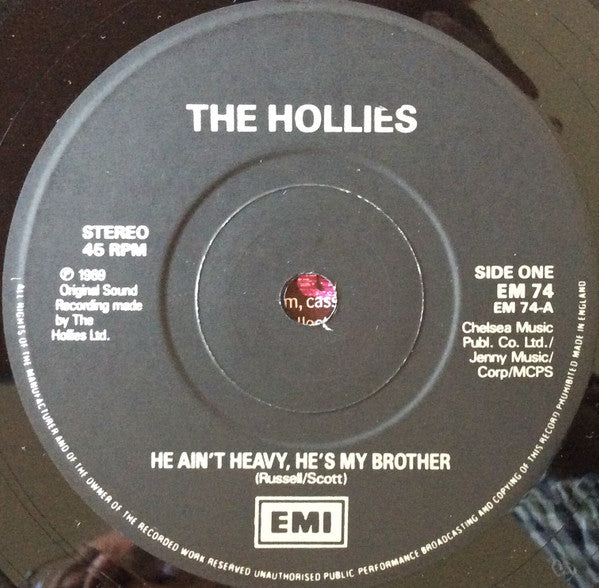 THE HOLLIES
STEREO
45 RPM
℗ 1969
Original Sound
Recording made
by The
Hollies Ltd.
SIDE ONE
EM 74
EM 74-A
Chelsea Music
Publ. Co. Ltd./
Jenny Music/
Corp/MCPS
m, cass
HE AIN'T HEAVY, HE'S MY BROTHER
(Russell/Scott)
EMI
ALL RIGHTS OF THE MANUFACTURER AND OF THE OWNER OF THE RECORDED WORK RESERVED UNAUTHORISED PUBLIC PERFORMANCE BROADCASTING AND COPYING OF THIS RECORD PROHIBITED MADE IN ENGLAND